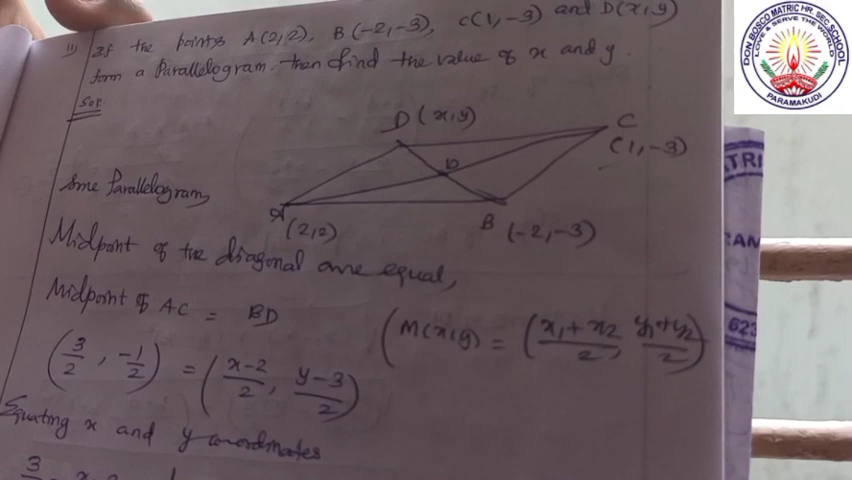 11) If the points A(2,2), B(-2,-3), C(1,-3) and D(x,y)
form a Parallelogram. then find the value of x and y.
Sol
D(x,y)
C
(1,-3)
A
(2,2)
B (-2,-3)
Parallelogram,
Midpoint of the diagonal are equal,
Midpoint of AC = BD
(M(x,y) = (x₁+x₂/2, y₁+y₂/2)
(3/2, -1/2) = (x-2/2, y-3/2)
Equating x and y coordinates
DON BOSCO MATRIC HR. SEC SCHOOL
LOVE & SERVE THE WORLD
PARAMAKUDI
TRI
RAM
623